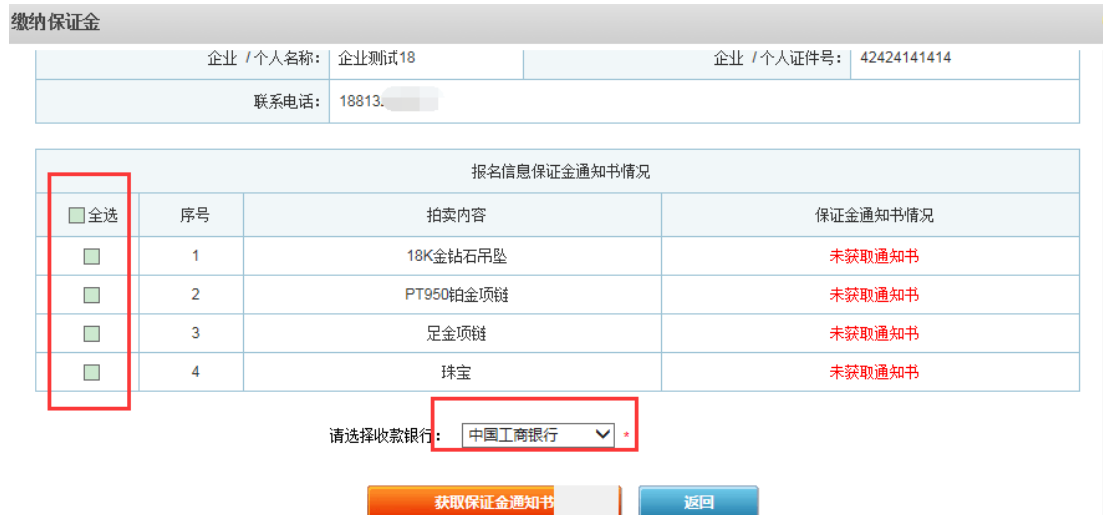 缴纳保证金
企业 /个人名称： 企业测试18 企业 /个人证件号： 42424141414
联系电话： 18813.
报名信息保证金通知书情况
全选 序号 拍卖内容 保证金通知书情况
1 18K金钻石吊坠 未获取通知书
2 PT950铂金项链 未获取通知书
3 足金项链 未获取通知书
4 珠宝 未获取通知书
请选择收款银行： 中国工商银行 *
获取保证金通知书 返回